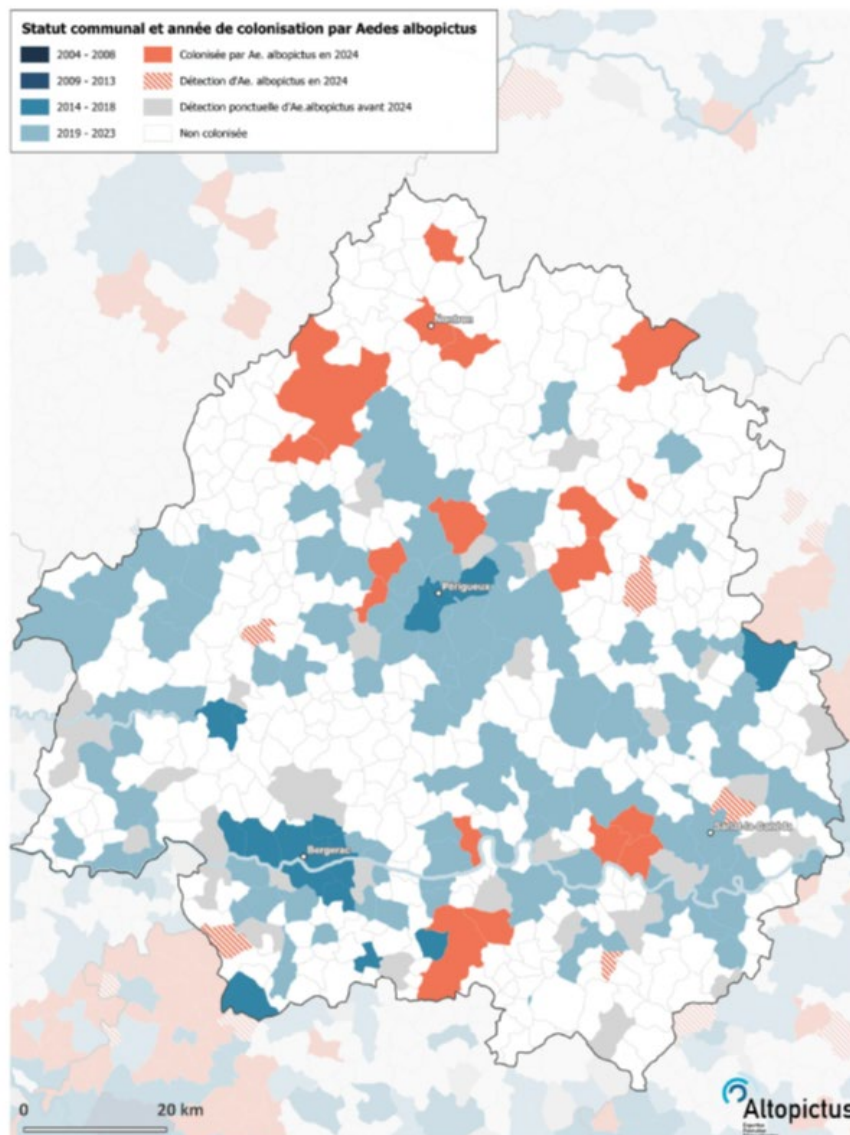 Statut communal et année de colonisation par Aedes albopictus
2004 - 2008
Colonisée par Ae. albopictus en 2024
2009 - 2013
Détection d'Ae. albopictus en 2024
2014 - 2018
Détection ponctuelle d'Ae.albopictus avant 2024
2019 - 2023
Non colonisée
Nontron
Périgueux
Bergerac
0 20 km
Altopictus